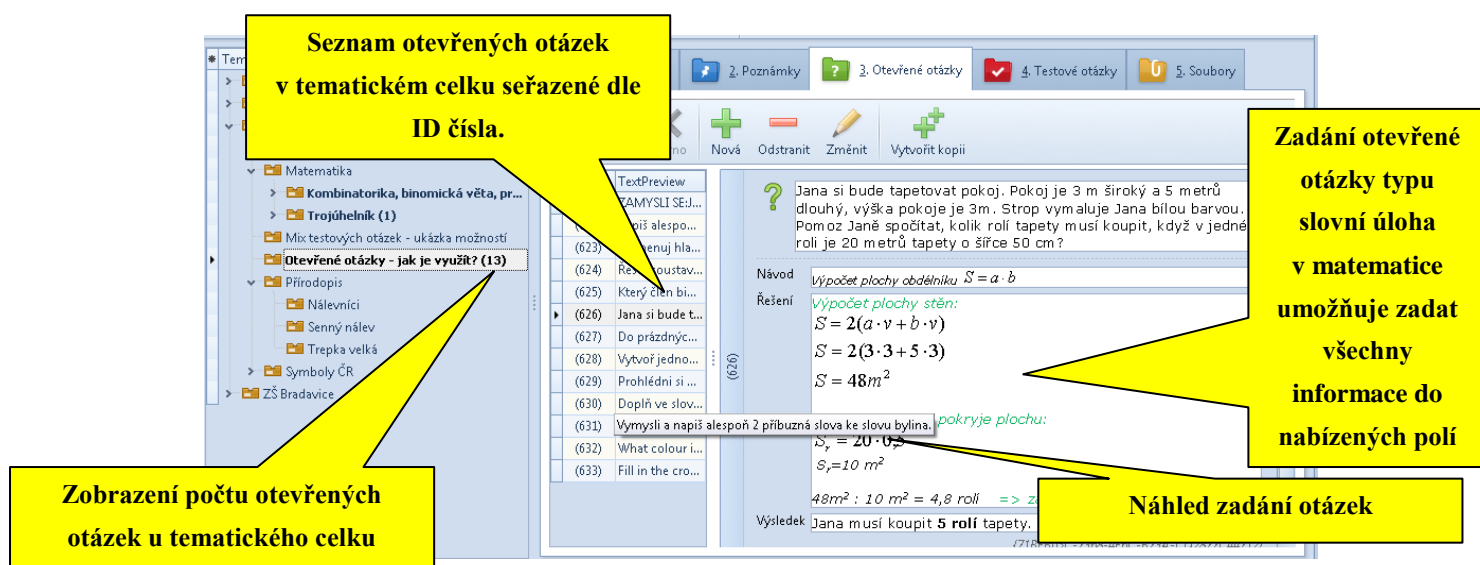 Seznam otevřených otázek
v tematickém celku seřazené dle
ID čísla.
2. Poznámky
3. Otevřené otázky
4. Testové otázky
5. Soubory
Nová
Odstranit
Změnit
Vytvořit kopii
Matematika
Kombinatorika, binomická věta, pr...
Trojúhelník (1)
Mix testových otázek - ukázka možností
Otevřené otázky - jak je využít? (13)
Přírodopis
Nálevníci
Senný nálev
Trepka velká
Symboly ČR
ZŠ Bradavice
TextPreview
ZAMYSLI SE:J...
(623)
(624)
(625) Který člen bi...
(626) Jana si bude t...
(627) Do prázdnýc...
(628) Vytvoř jedno...
(629) Prohlédni si ...
(630) Doplň ve slov...
(631) Vymysli a napiš alespoň 2 příbuzná slova ke slovu bylina.
(632) What colour i...
(633) Fill in the cro...
(626)
Jana si bude tapetovat pokoj. Pokoj je 3 m široký a 5 metrů
dlouhý, výška pokoje je 3m. Strop vymaluje Jana bílou barvou.
Pomoz Janě spočítat, kolik rolí tapety musí koupit, když v jedné
roli je 20 metrů tapety o šířce 50 cm?
Návod Výpočet plochy obdélníku S = a · b
Řešení Výpočet plochy stěn:
S = 2(a · v + b · v)
S = 2(3 · 3 + 5 · 3)
S = 48m²
pokryje plochu:
Sᵣ = 20 · 0,5
Sᵣ=10 m²
48m² : 10 m² = 4,8 rolí =>
Výsledek Jana musí koupit 5 rolí tapety.
Zadání otevřené
otázky typu
slovní úloha
v matematice
umožňuje zadat
všechny
informace do
nabízených polí
Náhled zadání otázek
Zobrazení počtu otevřených
otázek u tematického celku